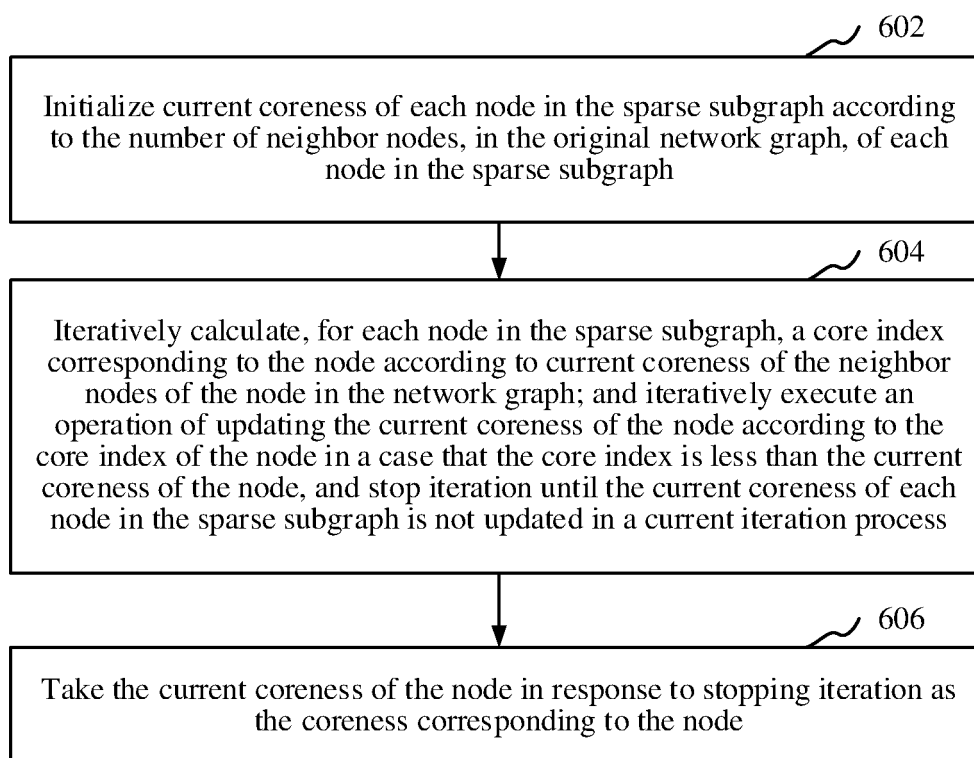 602
Initialize current coreness of each node in the sparse subgraph according
to the number of neighbor nodes, in the original network graph, of each
node in the sparse subgraph
604
Iteratively calculate, for each node in the sparse subgraph, a core index
corresponding to the node according to current coreness of the neighbor
nodes of the node in the network graph; and iteratively execute an
operation of updating the current coreness of the node according to the
core index of the node in a case that the core index is less than the current
coreness of the node, and stop iteration until the current coreness of each
node in the sparse subgraph is not updated in a current iteration process
606
Take the current coreness of the node in response to stopping iteration as
the coreness corresponding to the node